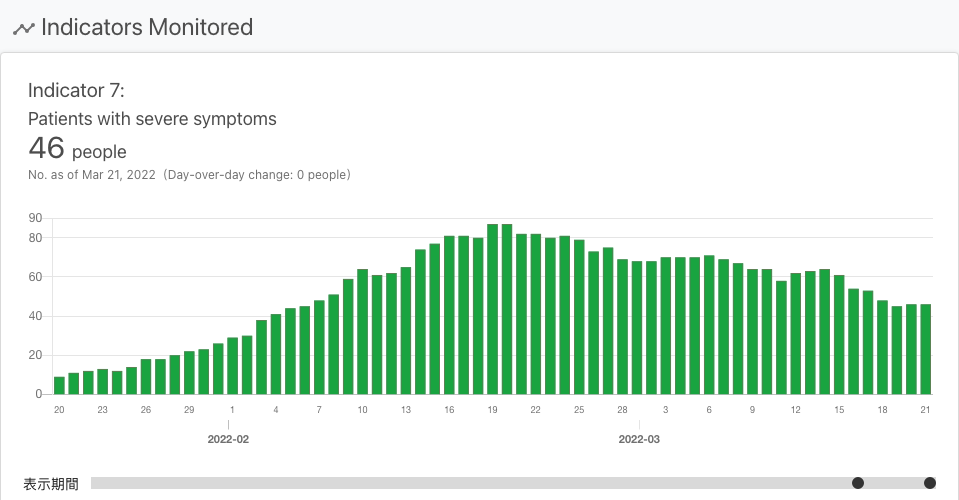 Indicators Monitored
Indicator 7:
Patients with severe symptoms
46 people
No. as of Mar 21, 2022 (Day-over-day change: 0 people)
90
80
60
40
20
0
20 23 26 29 1 4 7 10 13 16 19 22 25 28 3 6 9 12 15 18 21
2022-02 2022-03
表示期間